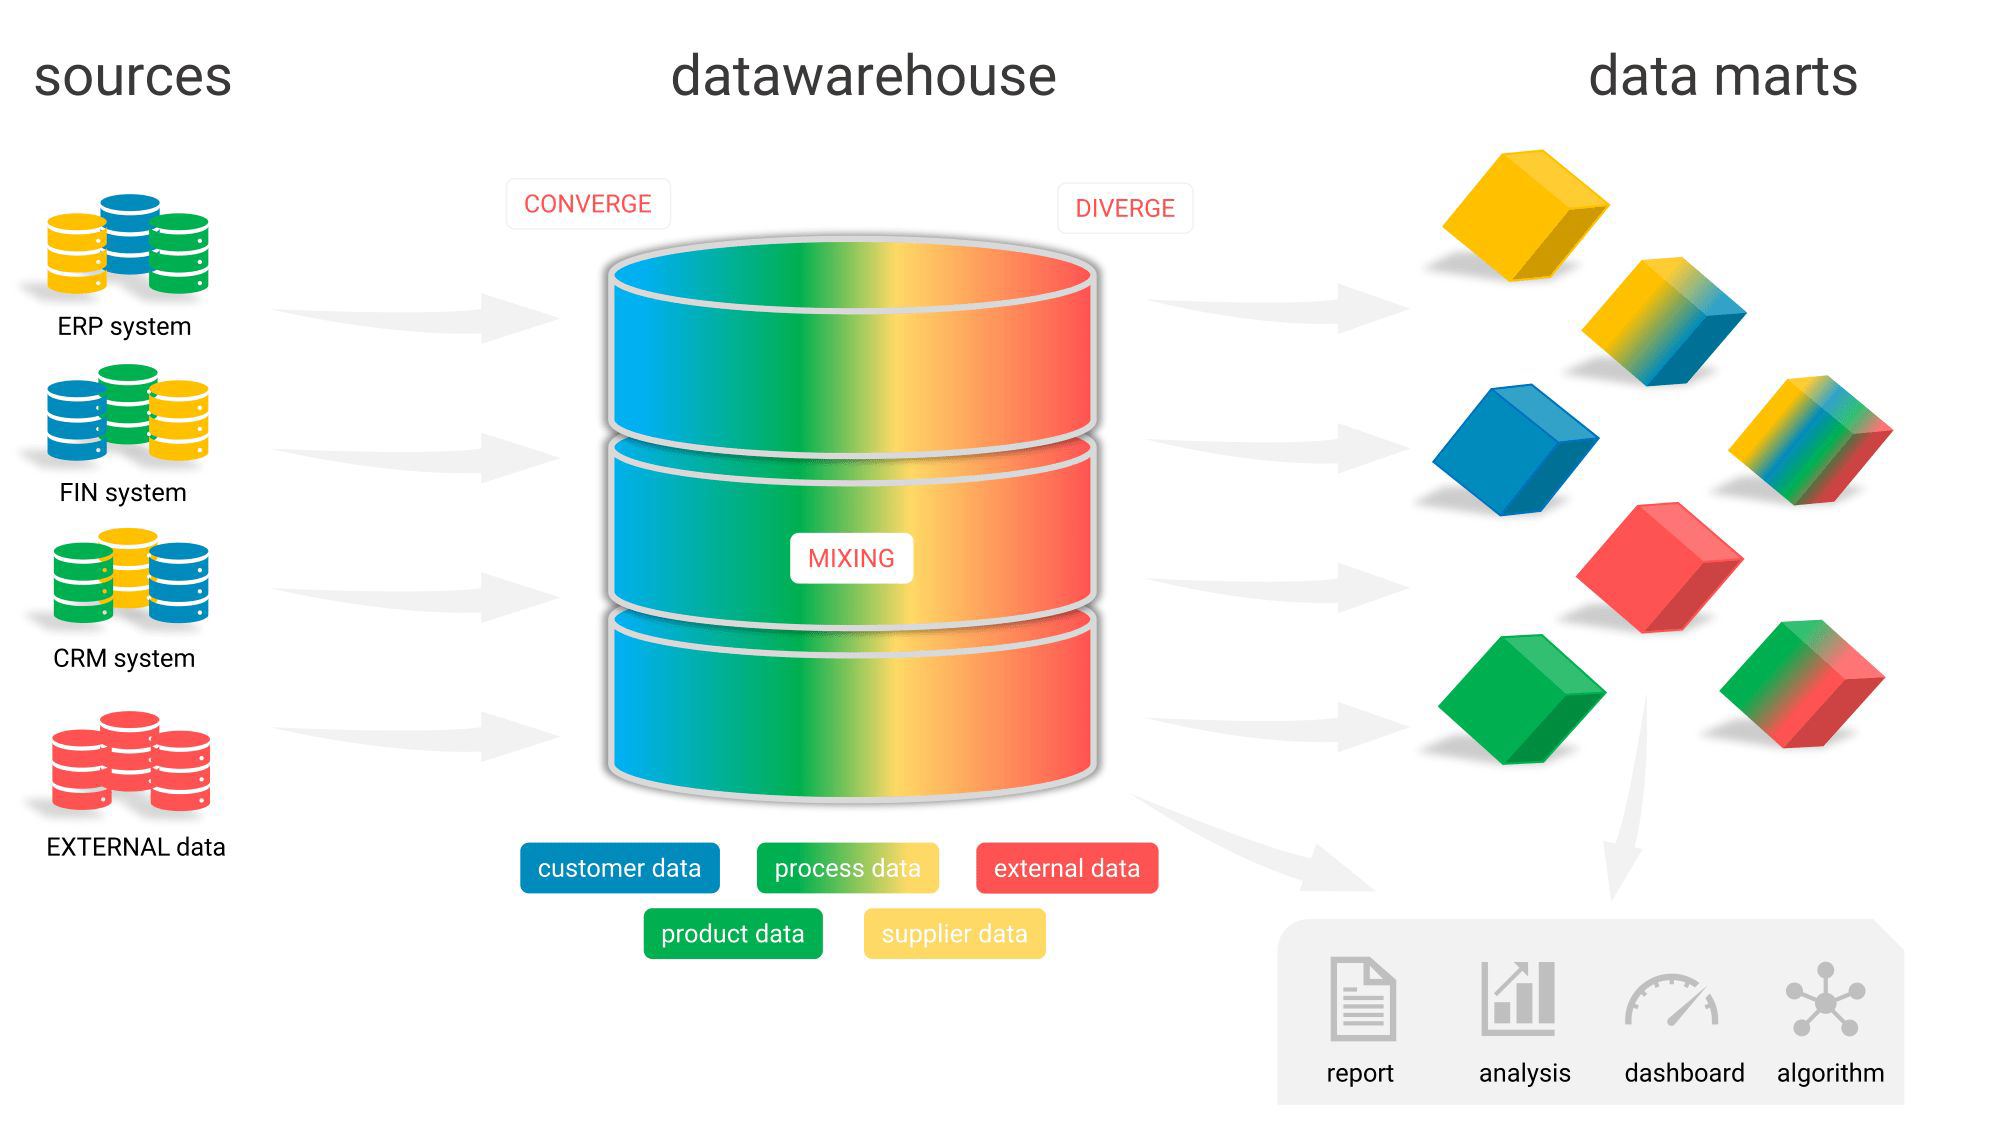 sources
datawarehouse
data marts
CONVERGE
DIVERGE
ERP system
FIN system
MIXING
CRM system
EXTERNAL data
customer data
process data
external data
product data
supplier data
report
analysis
dashboard
algorithm